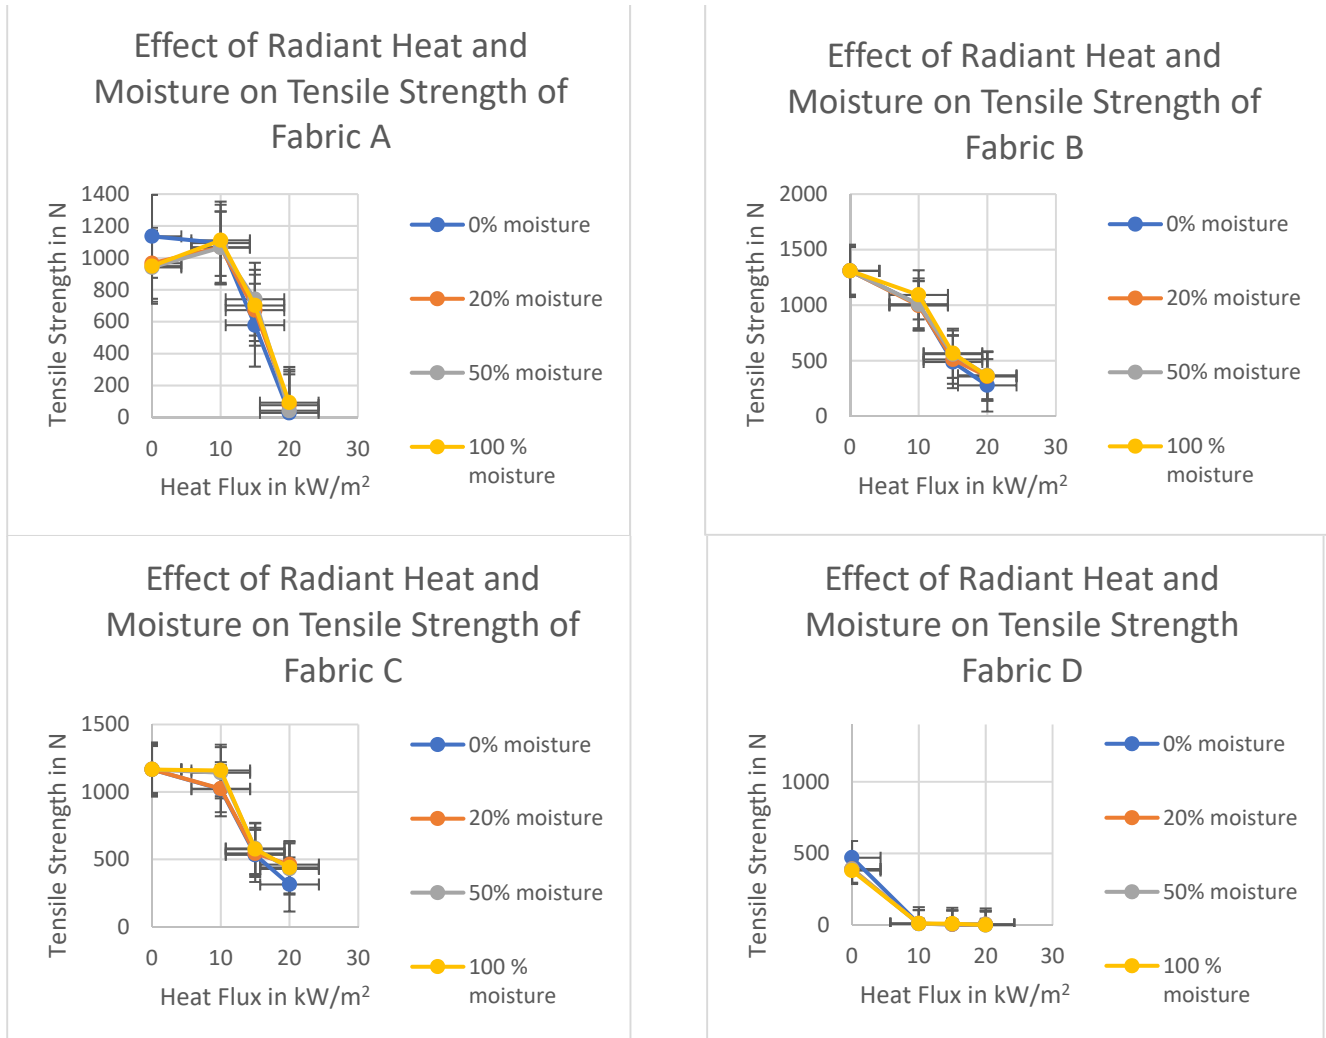 Effect of Radiant Heat and
Moisture on Tensile Strength of
Fabric A
Tensile Strength in N
1400
1200
1000
800
600
400
200
0
0
10
20
30
Heat Flux in kW/m²
0% moisture
20% moisture
50% moisture
100 %
moisture
Effect of Radiant Heat and
Moisture on Tensile Strength of
Fabric B
Tensile Strength in N
2000
1500
1000
500
0
0
10
20
30
Heat Flux in kW/m²
0% moisture
20% moisture
50% moisture
100 %
moisture
Effect of Radiant Heat and
Moisture on Tensile Strength of
Fabric C
Tensile Strength in N
1500
1000
500
0
0
10
20
30
Heat Flux in kW/m²
0% moisture
20% moisture
50% moisture
100 %
moisture
Effect of Radiant Heat and
Moisture on Tensile Strength
Fabric D
Tensile Strength in N
1000
500
0
0
10
20
30
Heat Flux in kW/m²
0% moisture
20% moisture
50% moisture
100 %
moisture